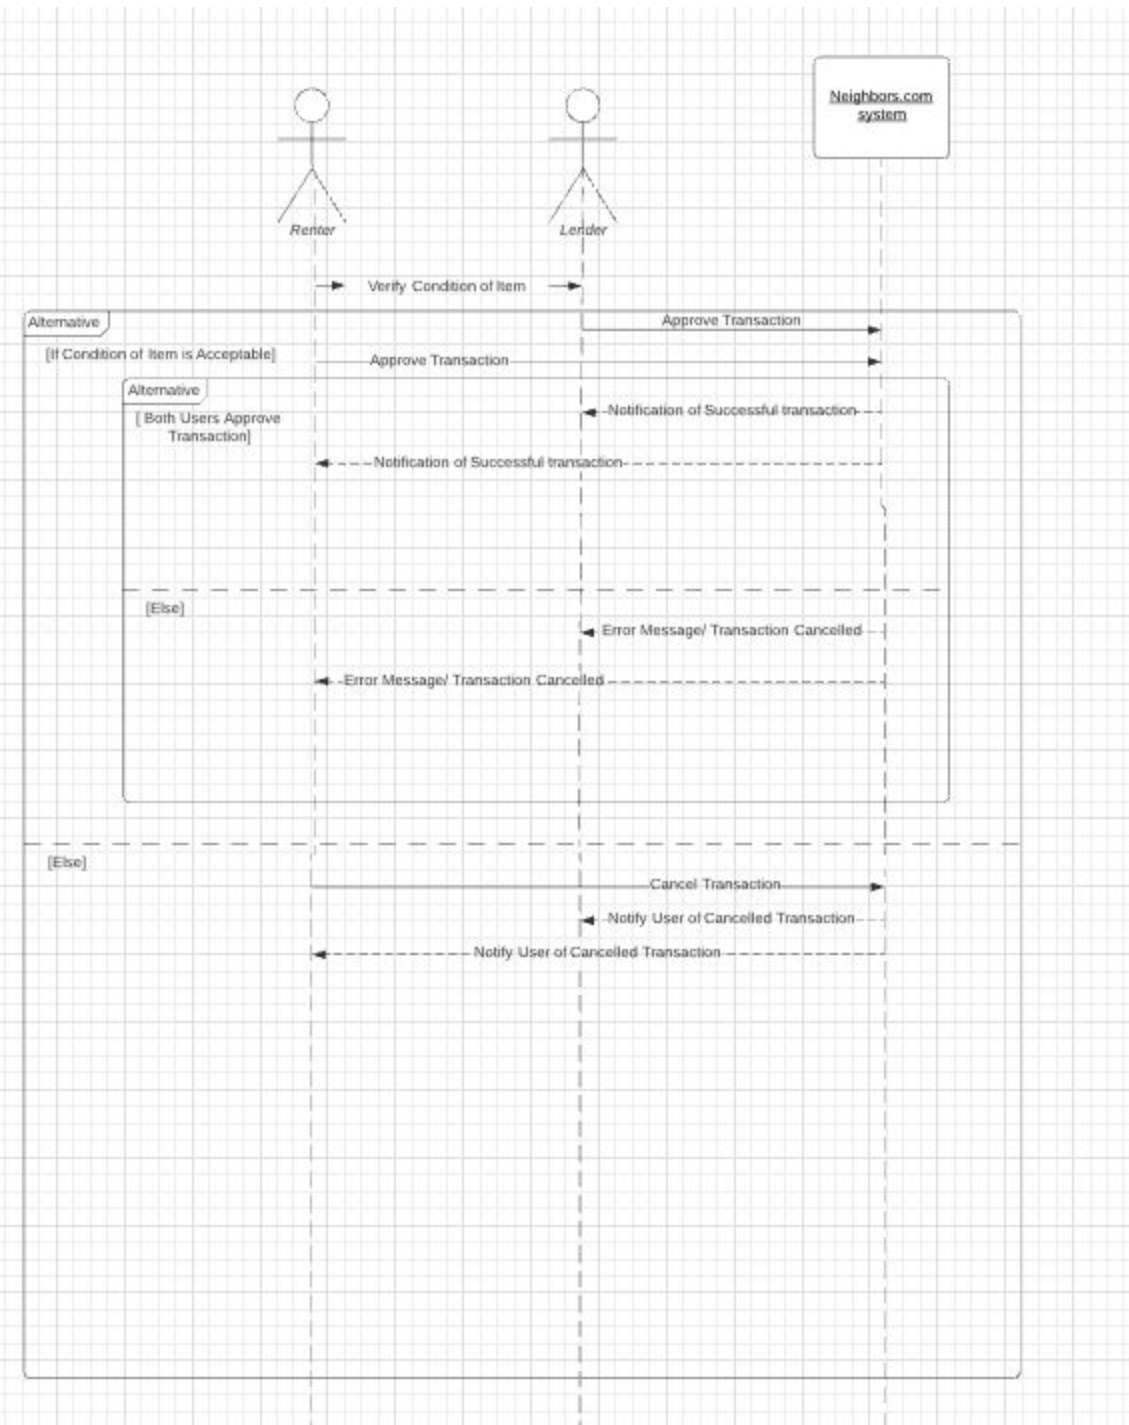 Neighbors.com
system
Renter
Lender
Verify Condition of Item
Alternative
Approve Transaction
[If Condition of Item is Acceptable]
Approve Transaction
Alternative
[ Both Users Approve
Transaction]
Notification of Successful transaction
Notification of Successful transaction
[Else]
Error Message/ Transaction Cancelled
Error Message/ Transaction Cancelled
[Else]
Cancel Transaction
Notify User of Cancelled Transaction
Notify User of Cancelled Transaction